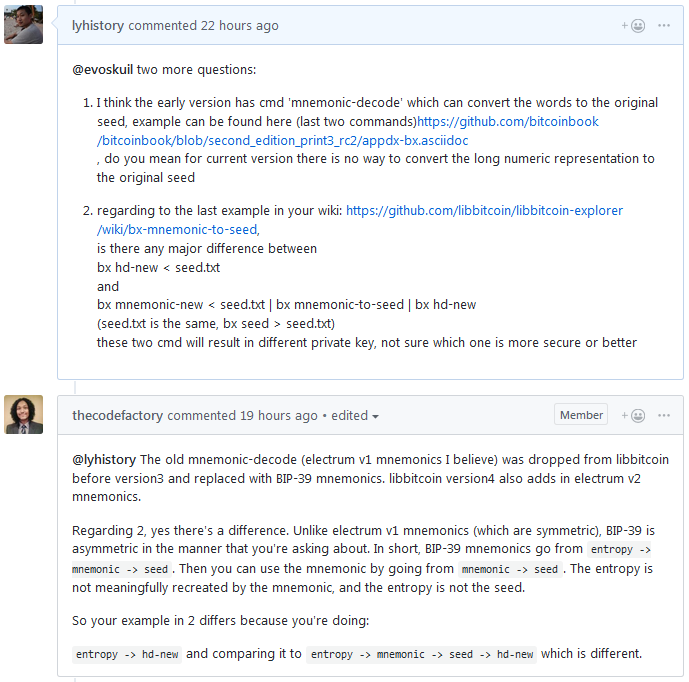 lyhistory commented 22 hours ago
@evoskuil two more questions:
1. I think the early version has cmd 'mnemonic-decode' which can convert the words to the original
seed, example can be found here (last two commands)https://github.com/bitcoinbook
/bitcoinbook/blob/second_edition_print3_rc2/appdx-bx.asciidoc
, do you mean for current version there is no way to convert the long numeric representation to
the original seed
2. regarding to the last example in your wiki: https://github.com/libbitcoin/libbitcoin-explorer
/wiki/bx-mnemonic-to-seed,
is there any major difference between
bx hd-new < seed.txt
and
bx mnemonic-new < seed.txt | bx mnemonic-to-seed | bx hd-new
(seed.txt is the same, bx seed > seed.txt)
these two cmd will result in different private key, not sure which one is more secure or better
thecodefactory commented 19 hours ago • edited
Member
@lyhistory The old mnemonic-decode (electrum v1 mnemonics I believe) was dropped from libbitcoin
before version3 and replaced with BIP-39 mnemonics. libbitcoin version4 also adds in electrum v2
mnemonics.
Regarding 2, yes there's a difference. Unlike electrum v1 mnemonics (which are symmetric), BIP-39 is
asymmetric in the manner that you're asking about. In short, BIP-39 mnemonics go from entropy ->
mnemonic -> seed. Then you can use the mnemonic by going from mnemonic -> seed. The entropy is
not meaningfully recreated by the mnemonic, and the entropy is not the seed.
So your example in 2 differs because you're doing:
entropy -> hd-new and comparing it to entropy -> mnemonic -> seed -> hd-new which is different.